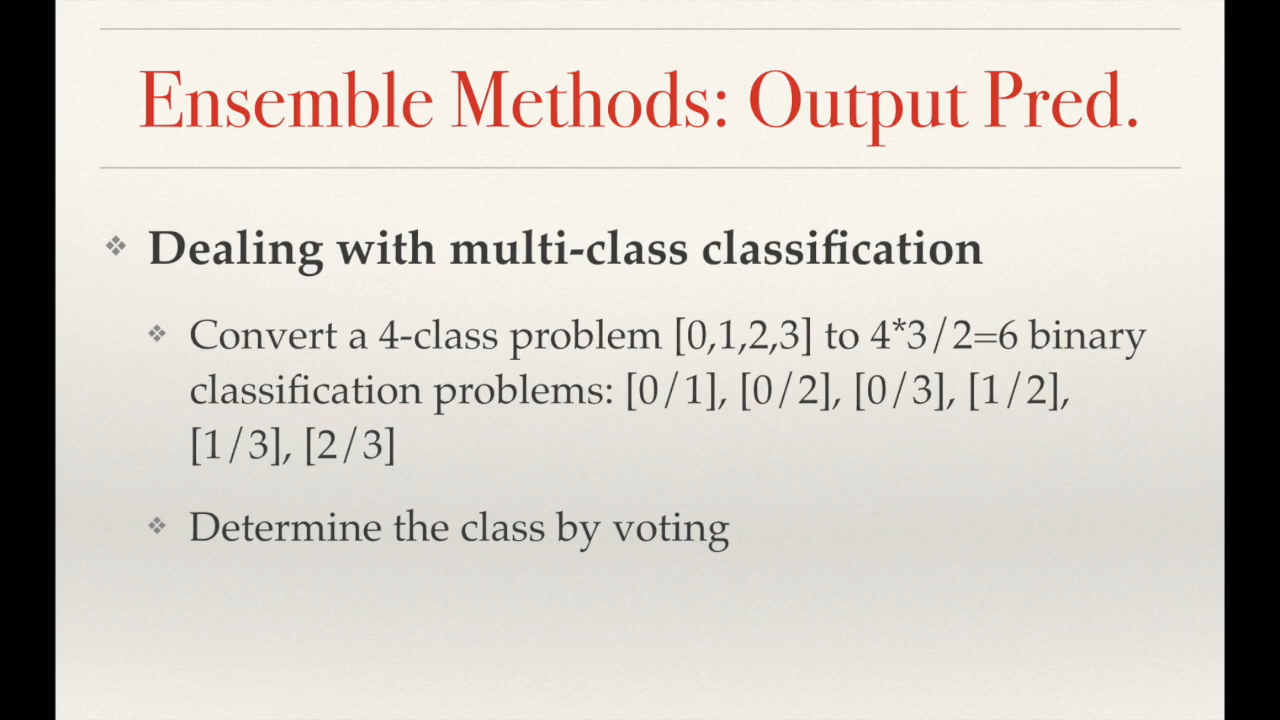 Ensemble Methods: Output Pred.
Dealing with multi-class classification
Convert a 4-class problem [0,1,2,3] to 4*3/2=6 binary
classification problems: [0/1], [0/2], [0/3], [1/2],
[1/3], [2/3]
Determine the class by voting